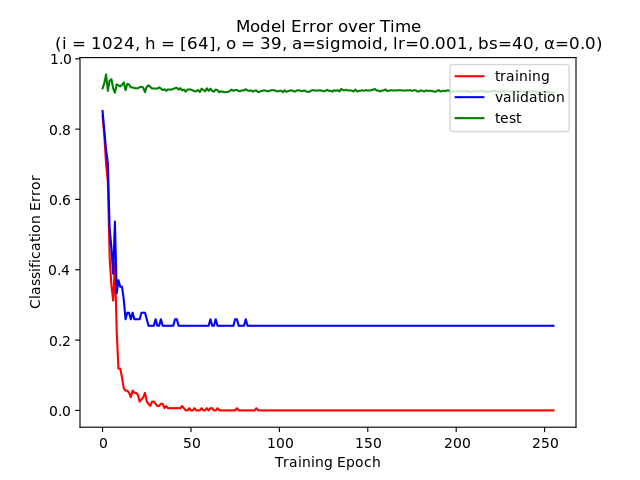 Model Error over Time
(i = 1024, h = [64], o = 39, a=sigmoid, lr=0.001, bs=40, α=0.0)
1.0
0.8
0.6
0.4
0.2
0.0
Classification Error
training
validation
test
0
50
100
150
200
250
Training Epoch